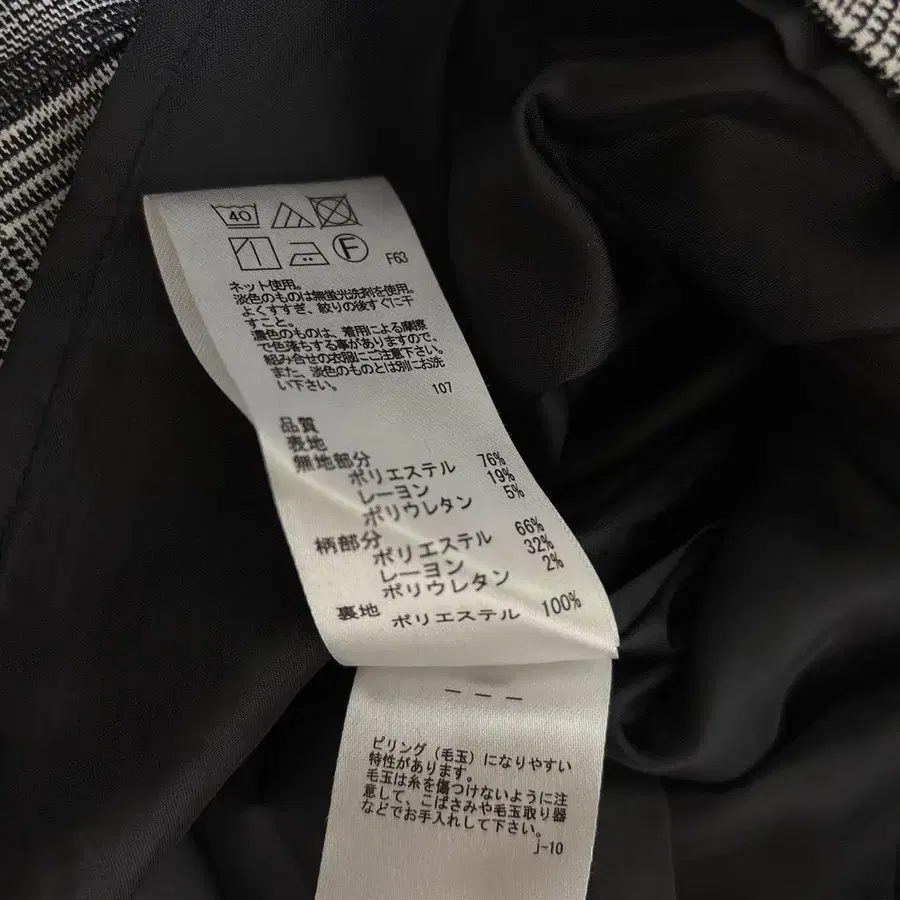 40
F
F63
ネット使用。
淡色のものは無蛍光洗剤を使用。
よくすすぎ、絞りの後すぐに干
すこと。
濃色のものは、着用による摩擦
で色落ちする事がありますので、
組み合せの衣服にご注意下さい。
また、淡色のものとは別にお洗
い下さい。
107
品質
表地
無地部分
ポリエステル 76%
レーヨン 19%
ポリウレタン 5%
柄部分
ポリエステル 66%
レーヨン 32%
ポリウレタン 2%
裏地 ポリエステル 100%
― ― ―
ピリング（毛玉）になりやすい
特性があります。
毛玉は糸を傷つけないように注
意して、こばさみや毛玉取り器
などでお手入れして下さい。
j-10